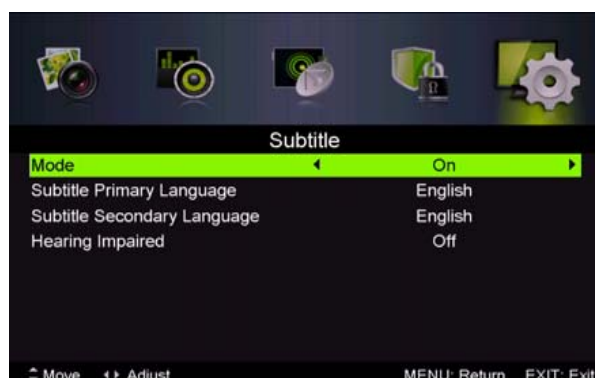 Subtitle
Mode On
Subtitle Primary Language English
Subtitle Secondary Language English
Hearing Impaired Off
Move Adjust MENU: Return EXIT: Exit